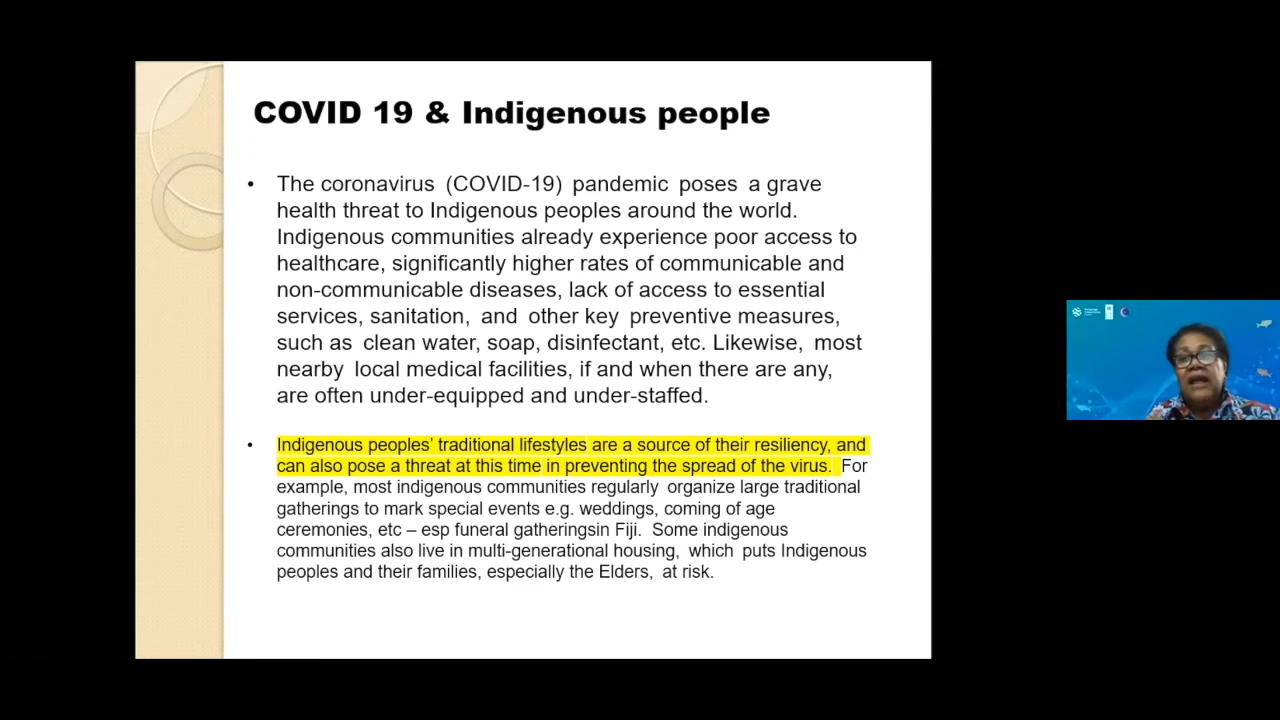 COVID 19 & Indigenous people
• The coronavirus (COVID-19) pandemic poses a grave
health threat to Indigenous peoples around the world.
Indigenous communities already experience poor access to
healthcare, significantly higher rates of communicable and
non-communicable diseases, lack of access to essential
services, sanitation, and other key preventive measures,
such as clean water, soap, disinfectant, etc. Likewise, most
nearby local medical facilities, if and when there are any,
are often under-equipped and under-staffed.
• Indigenous peoples’ traditional lifestyles are a source of their resiliency, and
can also pose a threat at this time in preventing the spread of the virus. For
example, most indigenous communities regularly organize large traditional
gatherings to mark special events e.g. weddings, coming of age
ceremonies, etc – esp funeral gatheringsin Fiji. Some indigenous
communities also live in multi-generational housing, which puts Indigenous
peoples and their families, especially the Elders, at risk.